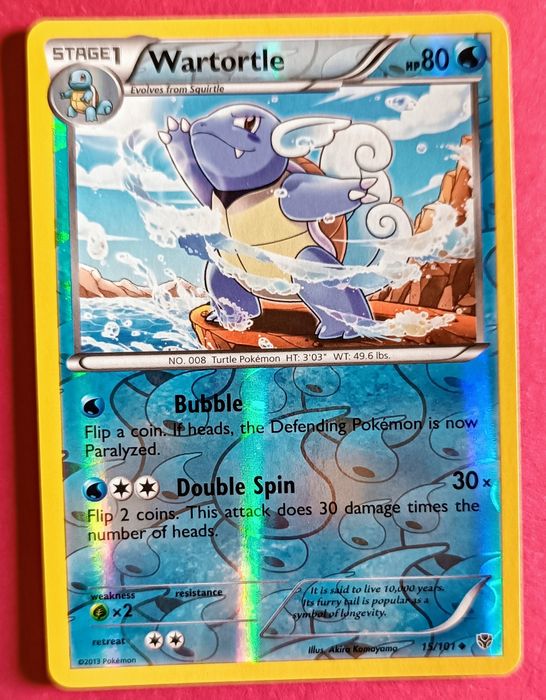 STAGE1 Wartortle HP80
Evolves from Squirtle
NO. 008 Turtle Pokémon HT: 3'03" WT: 49.6 lbs.
Bubble
Flip a coin. If heads, the Defending Pokémon is now
Paralyzed.
Double Spin 30x
Flip 2 coins. This attack does 30 damage times the
number of heads.
weakness resistance
×2
retreat
It is said to live 10,000 years.
Its furry tail is popular as a
symbol of longevity.
Illus. Akira Komayama 15/101
©2013 Pokémon